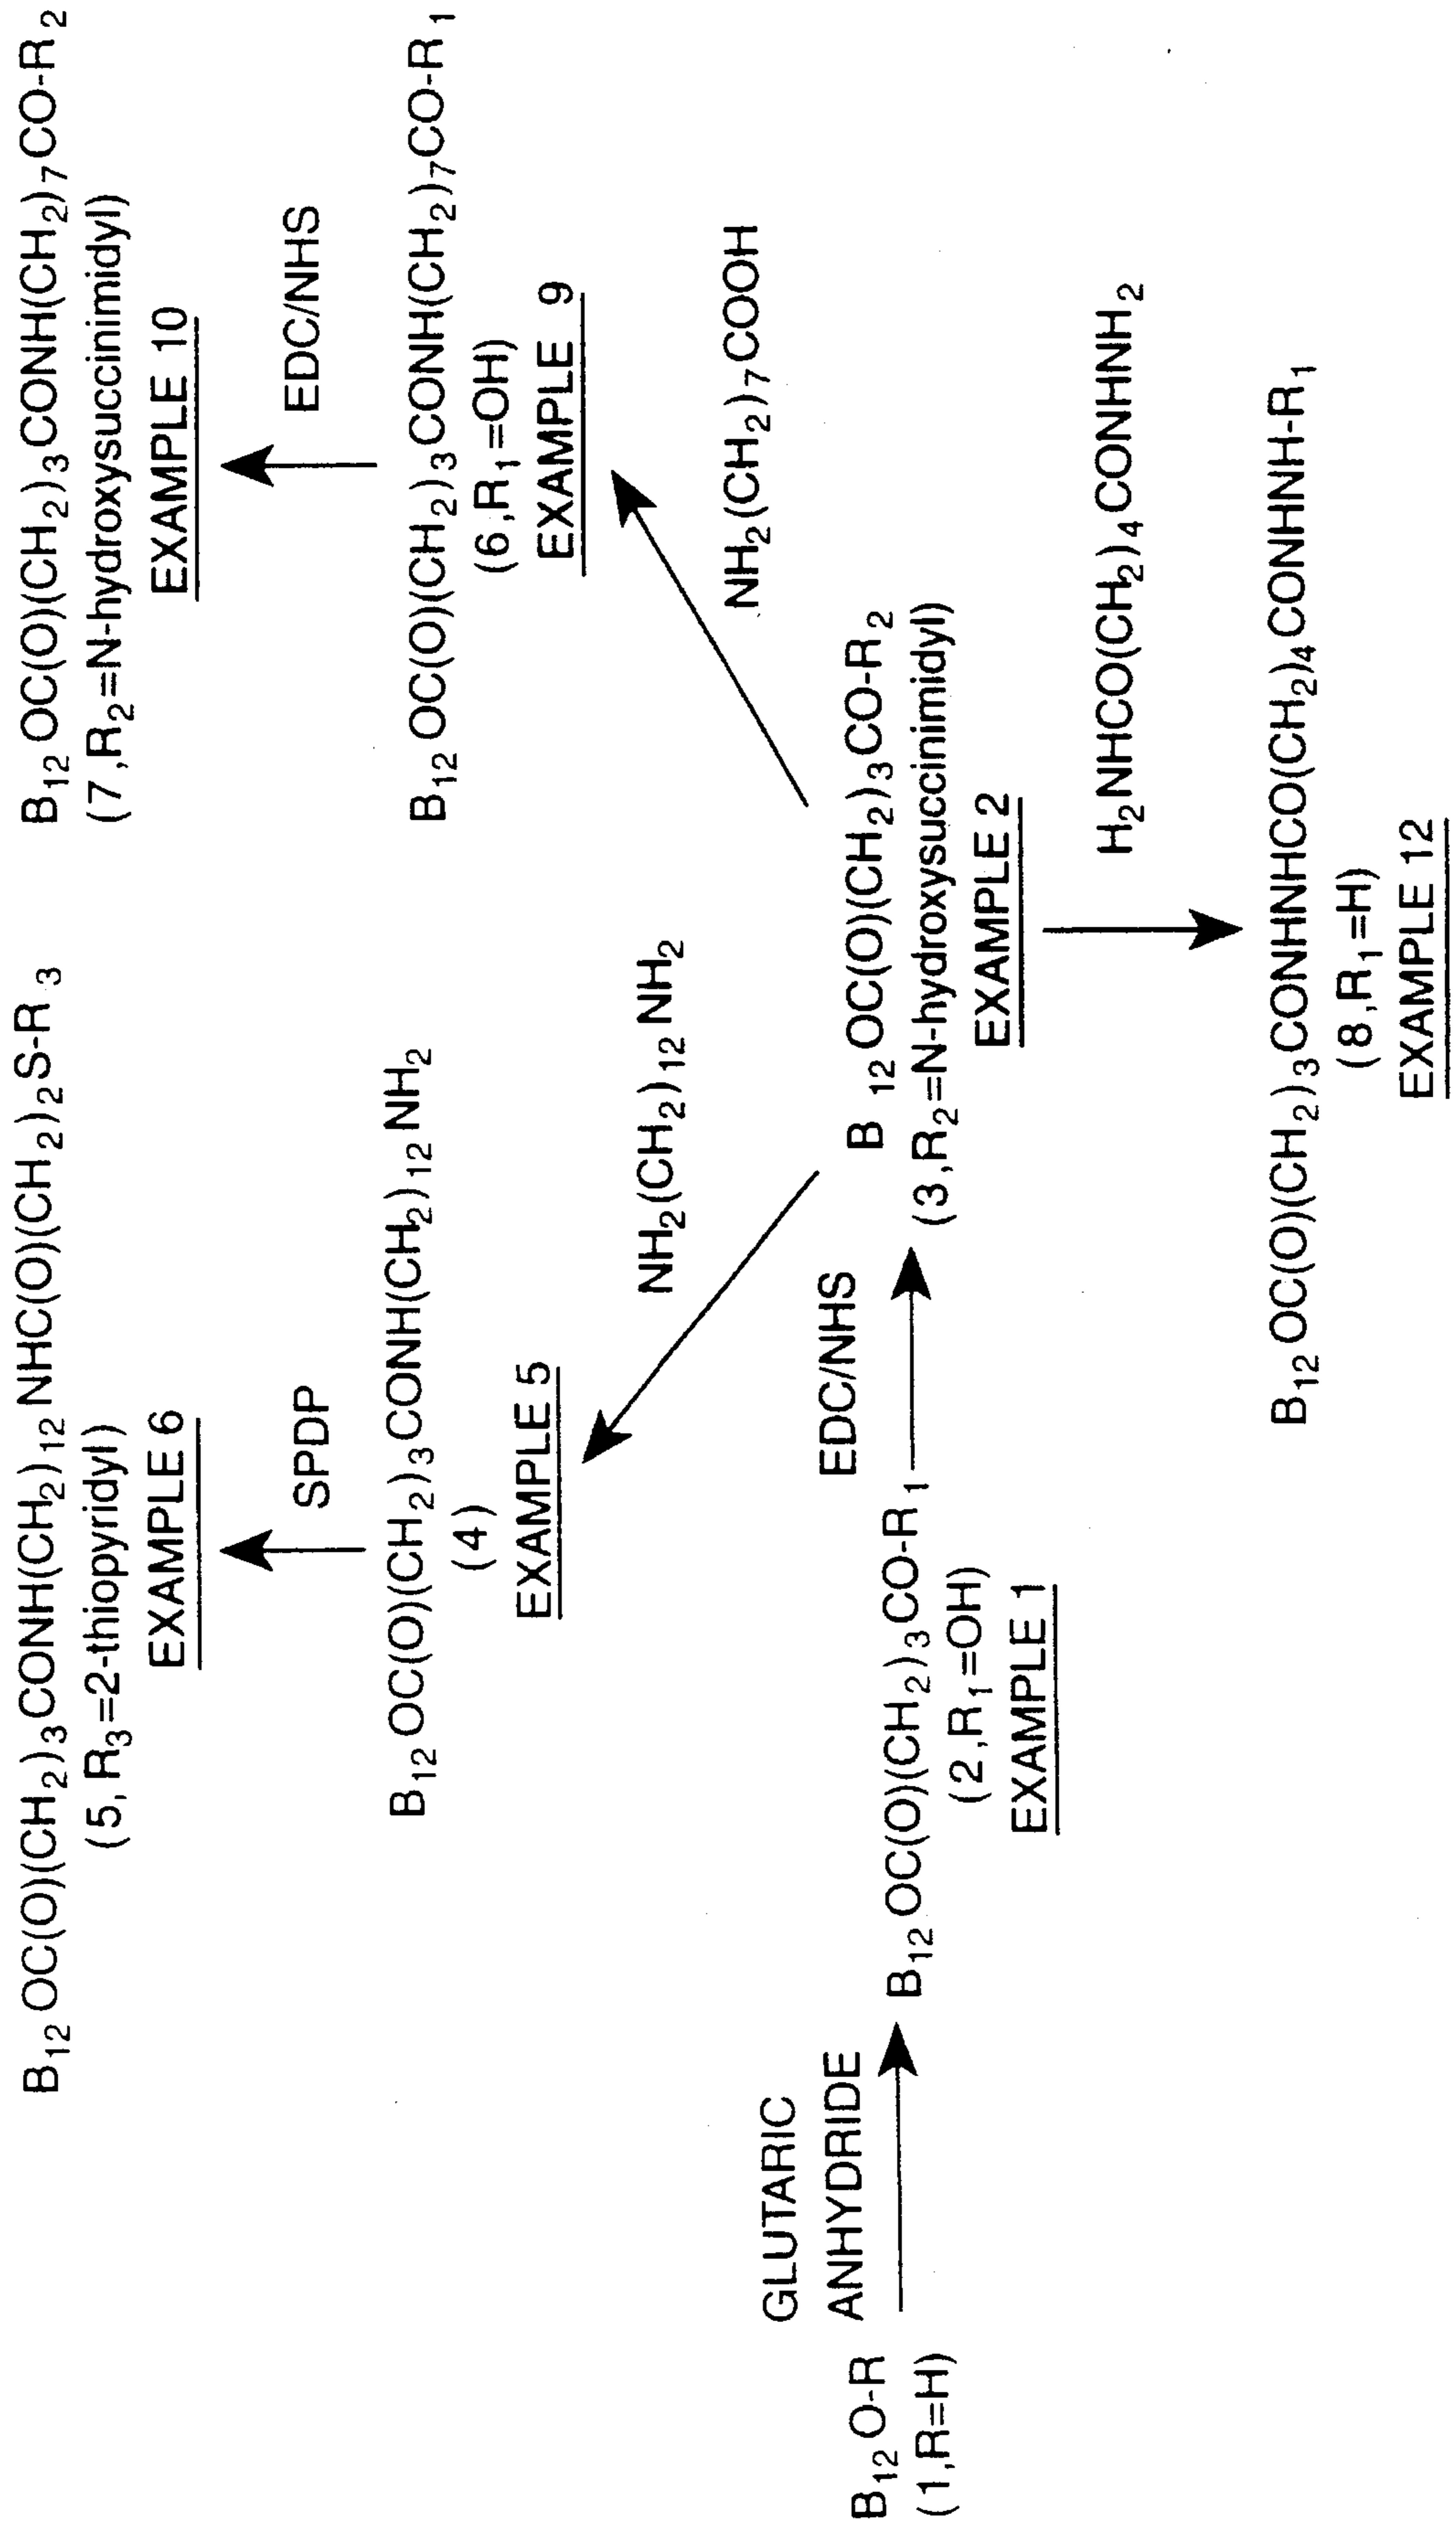 B₁₂OC(O)(CH₂)₃CONH(CH₂)₁₂NHC(O)(CH₂)₂S-R₃
(5,R₃=2-thiopyridyl)
EXAMPLE 6
SPDP
B₁₂OC(O)(CH₂)₃CONH(CH₂)₁₂NH₂
(4)
EXAMPLE 5
NH₂(CH₂)₁₂NH₂
B₁₂OC(O)(CH₂)₃CONH(CH₂)₇CO-R₂
(7,R₂=N-hydroxysuccinimidyl)
EXAMPLE 10
EDC/NHS
B₁₂OC(O)(CH₂)₃CONH(CH₂)₇CO-R₁
(6,R₁=OH)
EXAMPLE 9
NH₂(CH₂)₇COOH
GLUTARIC
ANHYDRIDE
B₁₂O-R
(1,R=H)
B₁₂OC(O)(CH₂)₃CO-R₁
(2,R₁=OH)
EXAMPLE 1
EDC/NHS
B₁₂OC(O)(CH₂)₃CO-R₂
(3,R₂=N-hydroxysuccinimidyl)
EXAMPLE 2
H₂NHCO(CH₂)₄CONHNH₂
B₁₂OC(O)(CH₂)₃CONHNHCO(CH₂)₄CONHNH-R₁
(8,R₁=H)
EXAMPLE 12